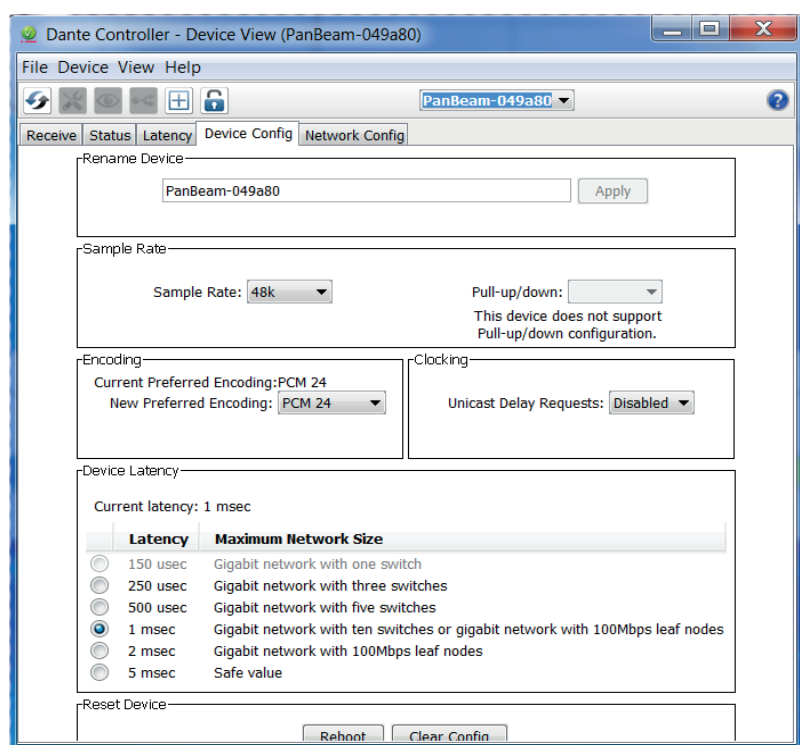 Dante Controller - Device View (PanBeam-049a80)
File Device View Help
PanBeam-049a80
Receive Status Latency Device Config Network Config
Rename Device
PanBeam-049a80 Apply
Sample Rate
Sample Rate: 48k Pull-up/down:
This device does not support
Pull-up/down configuration.
Encoding
Current Preferred Encoding:PCM 24
New Preferred Encoding: PCM 24
Clocking
Unicast Delay Requests: Disabled
Device Latency
Current latency: 1 msec
Latency Maximum Network Size
150 usec Gigabit network with one switch
250 usec Gigabit network with three switches
500 usec Gigabit network with five switches
1 msec Gigabit network with ten switches or gigabit network with 100Mbps leaf nodes
2 msec Gigabit network with 100Mbps leaf nodes
5 msec Safe value
Reset Device
Reboot Clear Config